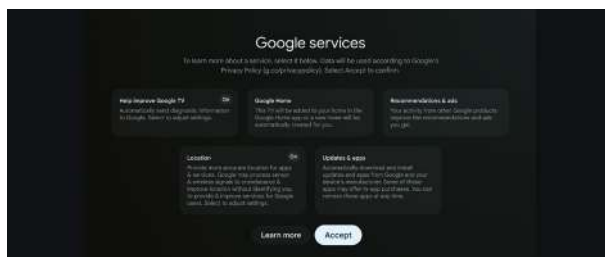 Google services
To learn more about a service, select it below. Data will be used according to Google's
Privacy Policy (g.co/privacypolicy). Select Accept to confirm.
Help improve Google TV
On
Automatically send diagnostic information
to Google. Select to adjust settings.
Google Home
This TV will be added to your home in the
Google Home app or a new home will be
automatically created for you.
Recommendations & ads
Your activity from other Google products
improve the recommendations and ads
you get.
Location
On
Provide more accurate location for apps
& services. Google may process sensor
& wireless signals to crowdsource &
improve location without identifying you
to provide & improve services for Google
users. Select to adjust settings.
Updates & apps
Automatically download and install
updates and apps from Google and your
device's manufacturer. Some of these
apps may offer in-app purchases. You can
remove these apps at any time.
Learn more
Accept